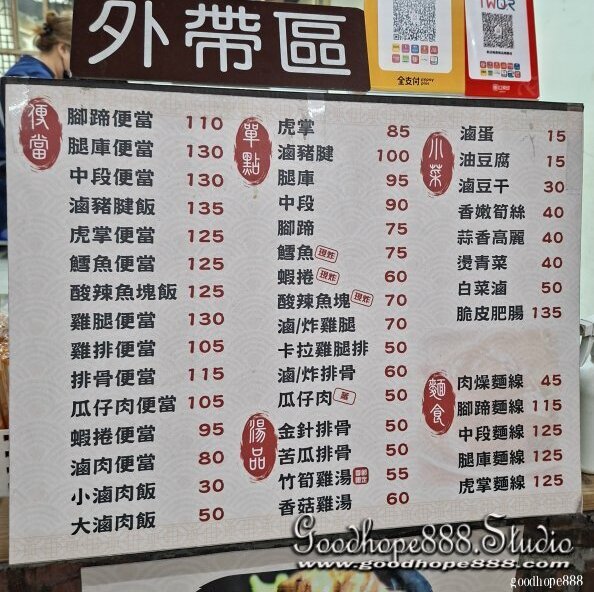 外帶區
TWQR
全支付
便當
腳蹄便當 110
腿庫便當 130
中段便當 130
滷豬腱飯 135
虎掌便當 125
鱈魚便當 125
酸辣魚塊飯 125
雞腿便當 130
雞排便當 105
排骨便當 115
瓜仔肉便當 105
蝦捲便當 95
滷肉便當 80
小滷肉飯 30
大滷肉飯 50
單點
虎掌 85
滷豬腱 100
腿庫 95
中段 90
腳蹄 75
鱈魚 現炸 75
蝦捲 現炸 60
酸辣魚塊 現炸 70
滷/炸雞腿 70
卡拉雞腿排 50
滷/炸排骨 60
瓜仔肉 蒸 50
湯品
金針排骨 50
苦瓜排骨 50
竹筍雞湯 55
香菇雞湯 60
小菜
滷蛋 15
油豆腐 15
滷豆干 30
香嫩筍絲 40
蒜香高麗 40
燙青菜 40
白菜滷 50
脆皮肥腸 135
麵食
肉燥麵線 45
腳蹄麵線 115
中段麵線 125
腿庫麵線 125
虎掌麵線 125
Goodhope888.Studio
www.goodhope888.com
goodhope888